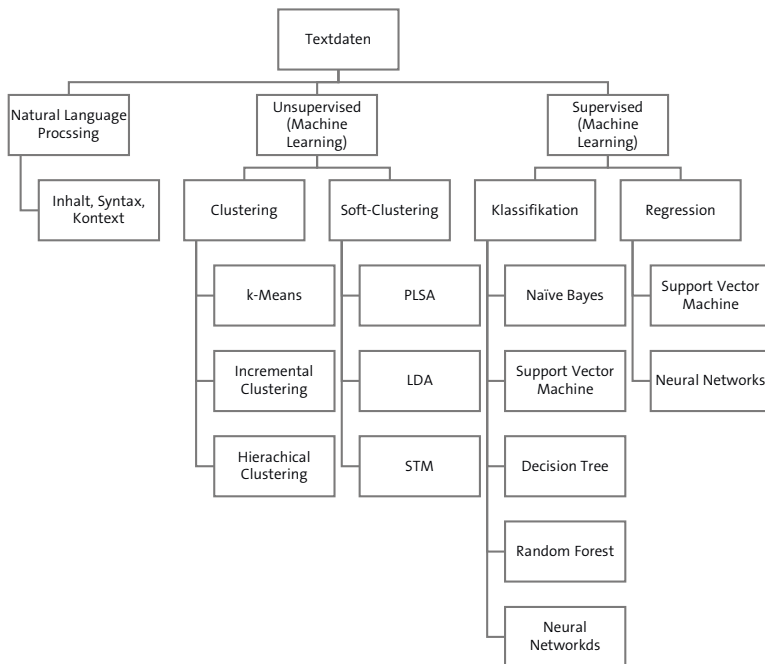 Textdaten
Natural Language
Procssing
Unsupervised
(Machine
Learning)
Supervised
(Machine
Learning)
Inhalt, Syntax,
Kontext
Clustering
Soft-Clustering
Klassifikation
Regression
k-Means
PLSA
Naïve Bayes
Support Vector
Machine
Incremental
Clustering
LDA
Support Vector
Machine
Neural Networks
Hierachical
Clustering
STM
Decision Tree
Random Forest
Neural
Networkds